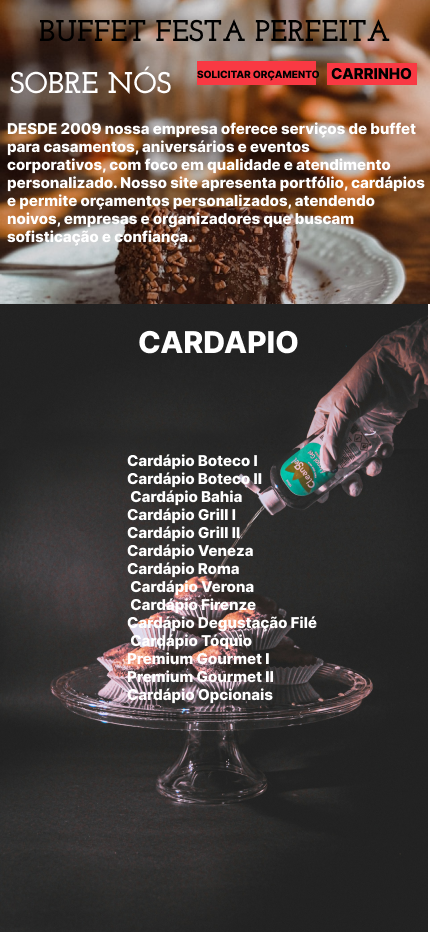 BUFFET FESTA PERFEITA
SOBRE NÓS
SOLICITAR ORÇAMENTO
CARRINHO
DESDE 2009 nossa empresa oferece serviços de buffet
para casamentos, aniversários e eventos
corporativos, com foco em qualidade e atendimento
personalizado. Nosso site apresenta portfólio, cardápios
e permite orçamentos personalizados, atendendo
noivos, empresas e organizadores que buscam
sofisticação e confiança.
CARDAPIO
Cardápio Boteco I
Cardápio Boteco II
Cardápio Bahia
Cardápio Grill I
Cardápio Grill II
Cardápio Veneza
Cardápio Roma
Cardápio Verona
Cardápio Firenze
Cardápio Degustação Filé
Cardápio Tóquio
Premium Gourmet I
Premium Gourmet II
Cardápio Opcionais
CLeanGel